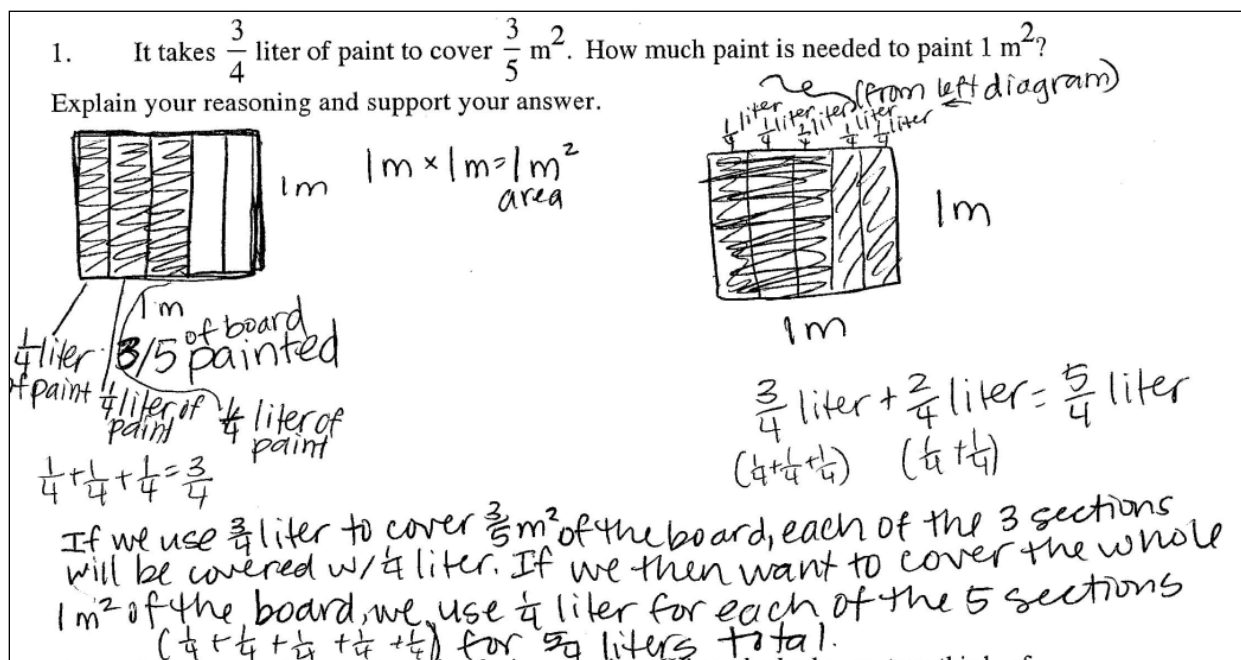 1. It takes 3/4 liter of paint to cover 3/5 m². How much paint is needed to paint 1 m²?
Explain your reasoning and support your answer.
(from left diagram)
1/4 liter 1/4 liter 1/4 liter 1/4 liter 1/4 liter
1m
1m × 1m = 1m²
area
1m
1m
3/5 of board painted
1/4 liter of paint
1/4 liter of paint
1/4 liter of paint
1/4 + 1/4 + 1/4 = 3/4
1m
3/4 liter + 2/4 liter = 5/4 liter
(1/4 + 1/4 + 1/4) (1/4 + 1/4)
If we use 3/4 liter to cover 3/5 m² of the board, each of the 3 sections
will be covered w/ 1/4 liter. If we then want to cover the whole
1m² of the board, we use 1/4 liter for each of the 5 sections
(1/4 + 1/4 + 1/4 + 1/4 + 1/4) for 5/4 liters total.